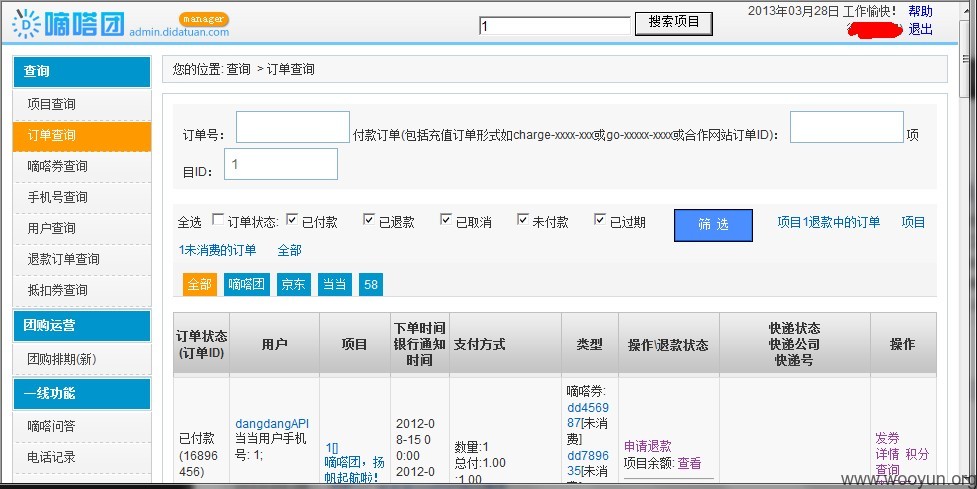 嘀嗒团
manager
admin.didatuan.com
1
搜索项目
2013年03月28日 工作愉快！ 帮助
退出
查询
项目查询
订单查询
嘀嗒券查询
手机号查询
用户查询
退款订单查询
抵扣券查询
团购运营
团购排期(新)
一线功能
嘀嗒问答
电话记录
您的位置: 查询 > 订单查询
订单号：
付款订单(包括充值订单形式如charge-xxxx-xxx或go-xxxxx-xxxx或合作网站订单ID)：
项
目ID：
1
全选 订单状态: 已付款 已退款 已取消 未付款 已过期 筛 选 项目1退款中的订单 项目
1未消费的订单 全部
全部 嘀嗒团 京东 当当 58
订单状态
(订单ID)
用户
项目
下单时间
银行通知
时间
支付方式
类型
操作\退款状态
快递状态
快递公司
快递号
操作
已付款
(16896
456)
dangdangAPI
当当用户手机
号: 1;
1[]
嘀嗒团，扬
帆起航啦！
2012-0
8-15 0
0:00
2012-0
数量:1
总付:1.00
:1.00
嘀嗒券:
dd4569
87[未消
费]
dd7896
35[未消
申请退款
项目余额: 查看
发券
详情 积分
查询
www.wooyun.org